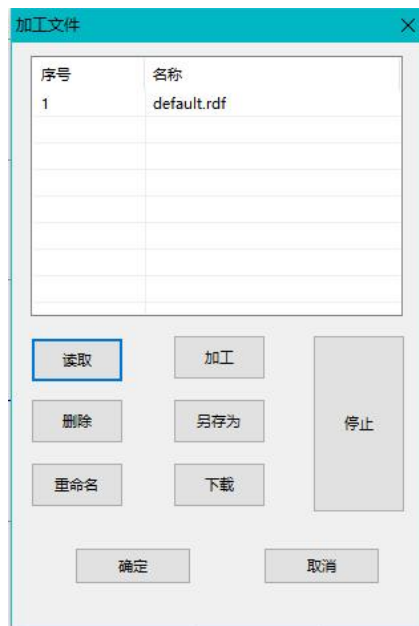 加工文件
序号 名称
1 default.rdf
读取 加工
删除 另存为 停止
重命名 下载
确定 取消